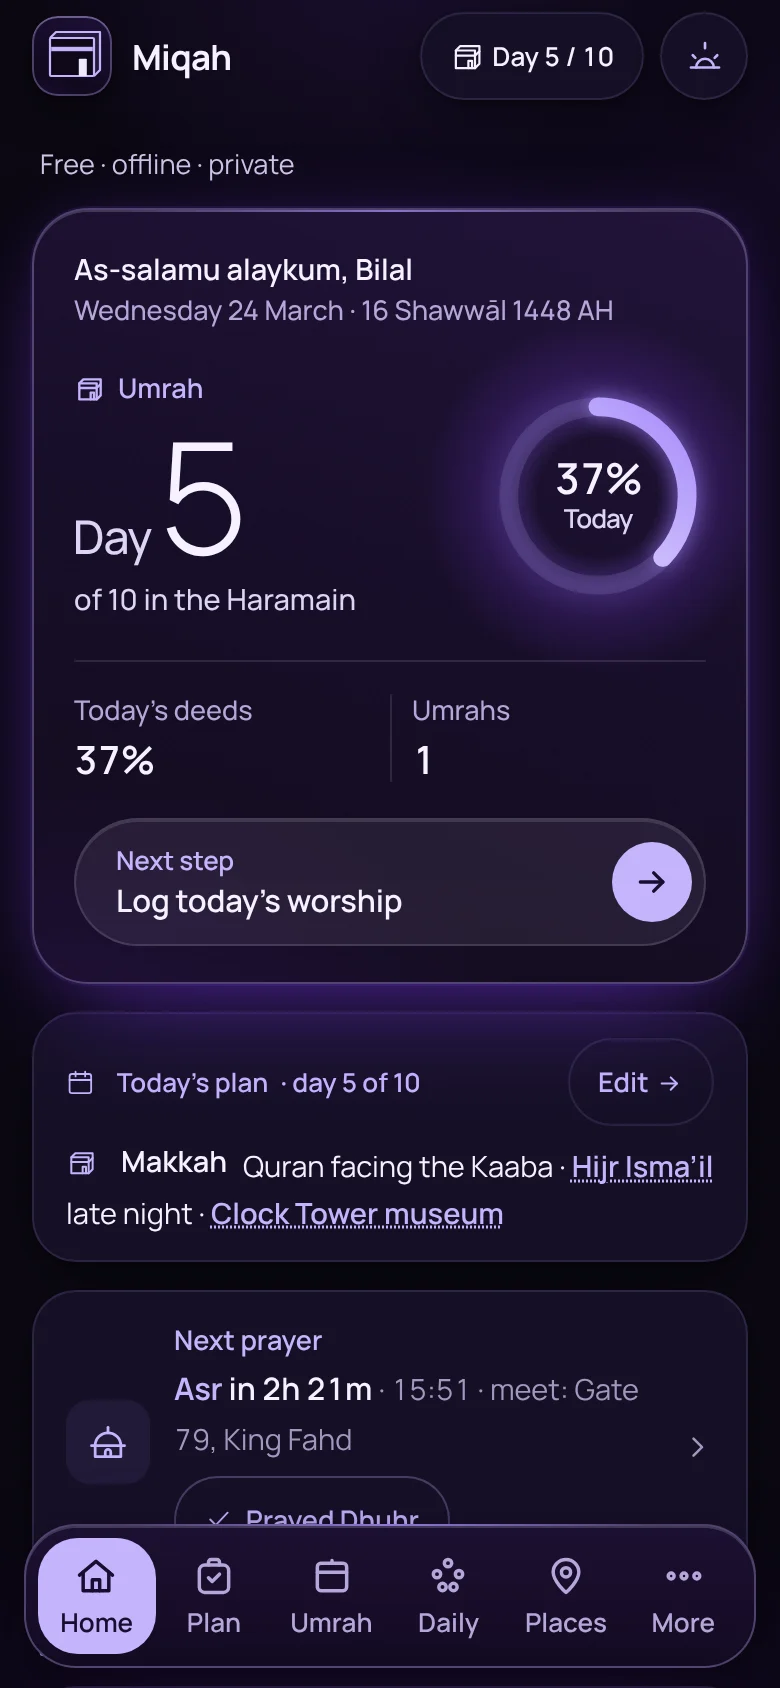 Miqah
Day 5 / 10
Free · offline · private
As-salamu alaykum, Bilal
Wednesday 24 March · 16 Shawwāl 1448 AH
Umrah
Day 5
of 10 in the Haramain
37%
Today
Today’s deeds
37%
Umrahs
1
Next step
Log today’s worship
Today’s plan · day 5 of 10
Edit →
Makkah Quran facing the Kaaba · Hijr Isma’il
late night · Clock Tower museum
Next prayer
Asr in 2h 21m · 15:51 · meet: Gate
79, King Fahd
Prayed Dhuhr
Home
Plan
Umrah
Daily
Places
More